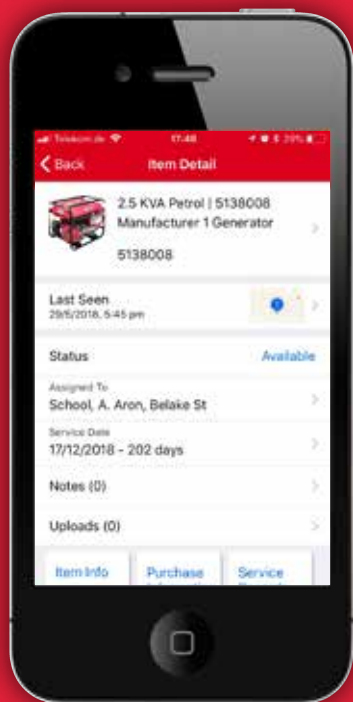 Telekom.de 17:48 29%
Back Item Detail
2.5 KVA Petrol | 5138008
Manufacturer 1 Generator
5138008
Last Seen
29/5/2018, 5:45 pm
Status Available
Assigned To
School, A. Aron, Belake St
Service Date
17/12/2018 - 202 days
Notes (0)
Uploads (0)
Item Info Purchase Service